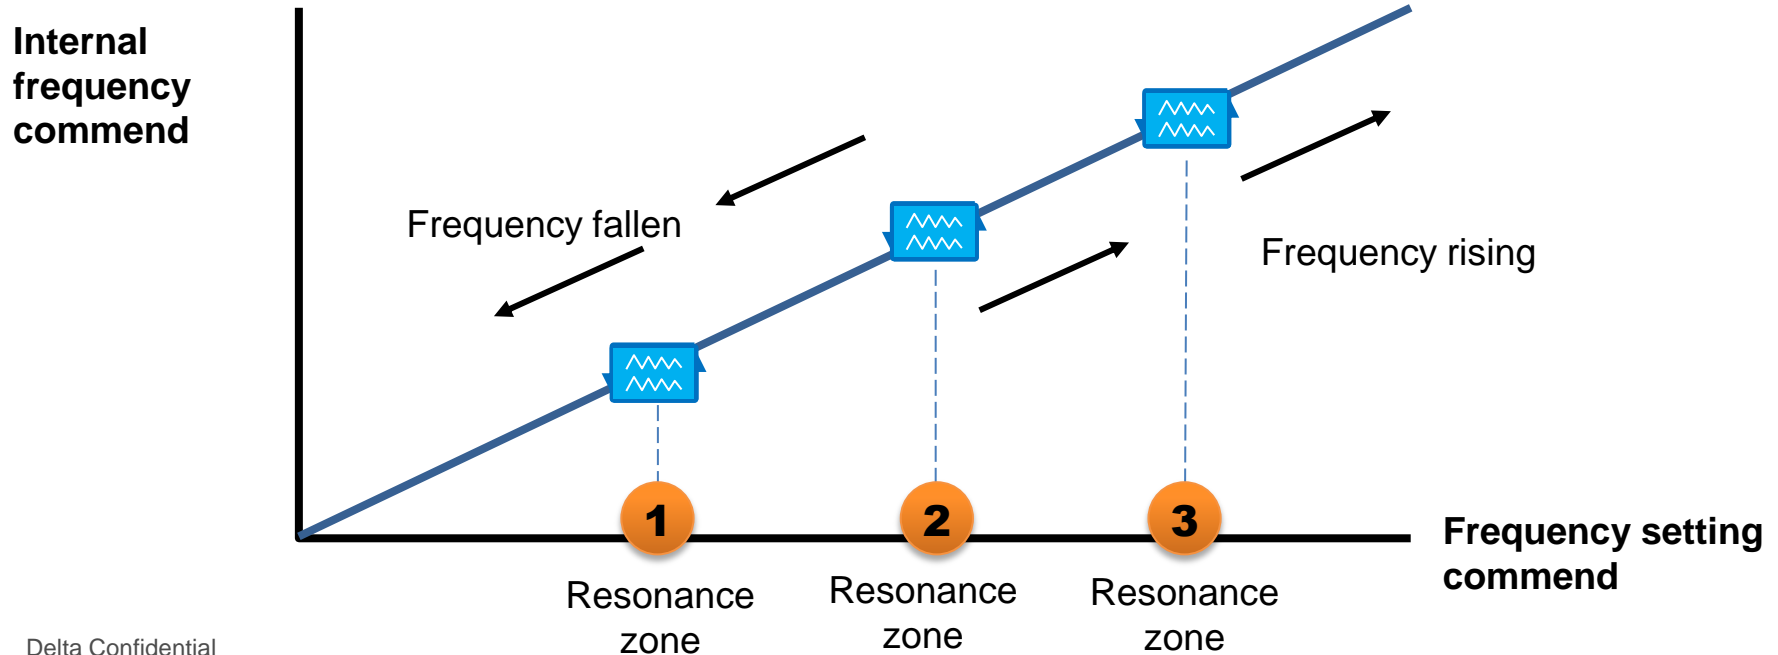 Internal
frequency
commend
Frequency fallen
Frequency rising
1
2
3
Frequency setting
commend
Resonance
zone
Resonance
zone
Resonance
zone
Delta Confidential